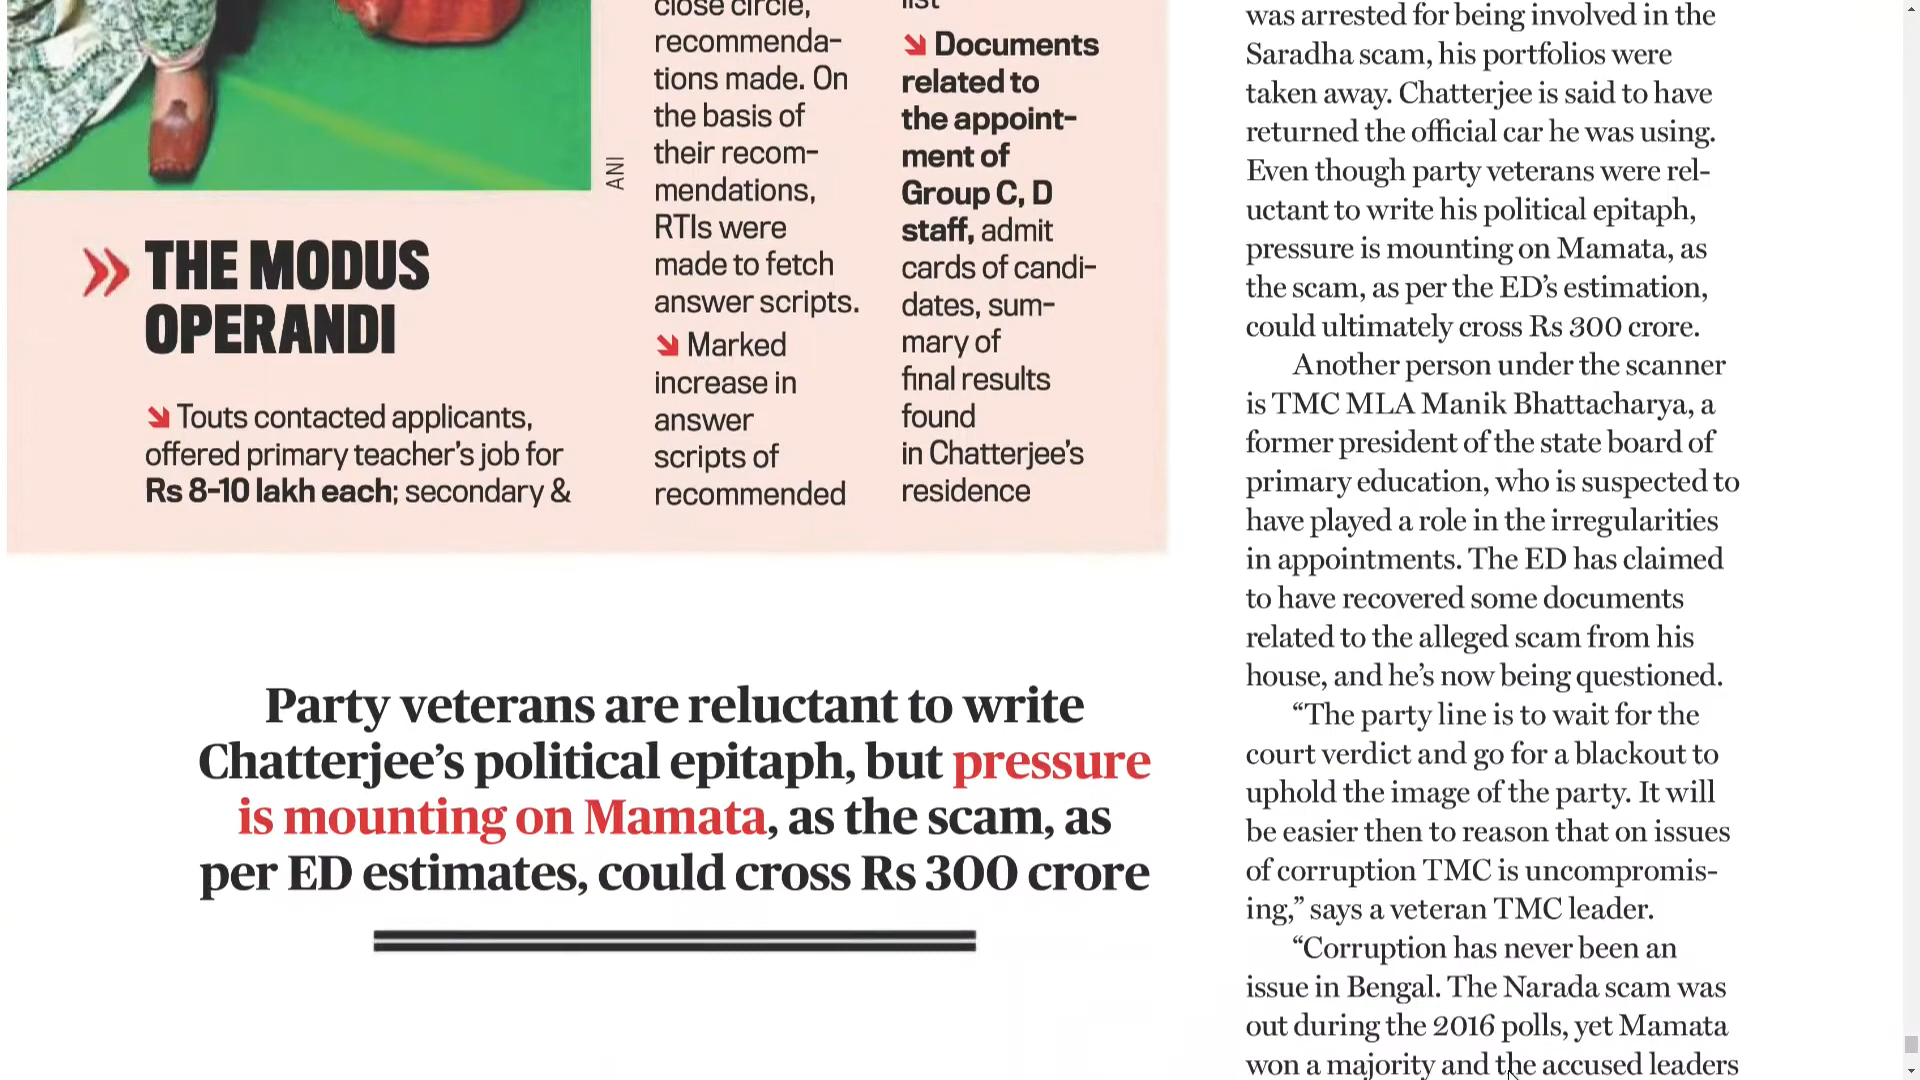 ANI
THE MODUS
OPERANDI
Touts contacted applicants,
offered primary teacher's job for
Rs 8-10 lakh each; secondary &
close circle,
recommenda-
tions made. On
the basis of
their recom-
mendations,
RTIs were
made to fetch
answer scripts.
Marked
increase in
answer
scripts of
recommended
list
Documents
related to
the appoint-
ment of
Group C, D
staff, admit
cards of candi-
dates, sum-
mary of
final results
found
in Chatterjee's
residence
Party veterans are reluctant to write
Chatterjee's political epitaph, but pressure
is mounting on Mamata, as the scam, as
per ED estimates, could cross Rs 300 crore
was arrested for being involved in the
Saradha scam, his portfolios were
taken away. Chatterjee is said to have
returned the official car he was using.
Even though party veterans were rel-
uctant to write his political epitaph,
pressure is mounting on Mamata, as
the scam, as per the ED's estimation,
could ultimately cross Rs 300 crore.
Another person under the scanner
is TMC MLA Manik Bhattacharya, a
former president of the state board of
primary education, who is suspected to
have played a role in the irregularities
in appointments. The ED has claimed
to have recovered some documents
related to the alleged scam from his
house, and he's now being questioned.
"The party line is to wait for the
court verdict and go for a blackout to
uphold the image of the party. It will
be easier then to reason that on issues
of corruption TMC is uncompromis-
ing," says a veteran TMC leader.
"Corruption has never been an
issue in Bengal. The Narada scam was
out during the 2016 polls, yet Mamata
won a majority and the accused leaders